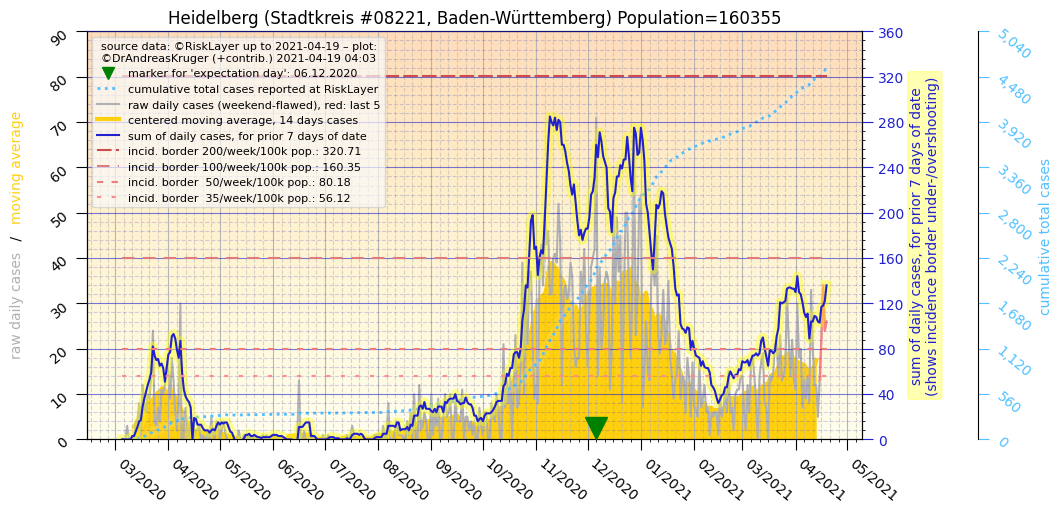 Heidelberg (Stadtkreis #08221, Baden-Württemberg) Population=160355
source data: ©RiskLayer up to 2021-04-19 – plot:
©DrAndreasKruger (+contrib.) 2021-04-19 04:03
marker for 'expectation day': 06.12.2020
cumulative total cases reported at RiskLayer
raw daily cases (weekend-flawed), red: last 5
centered moving average, 14 days cases
sum of daily cases, for prior 7 days of date
incid. border 200/week/100k pop.: 320.71
incid. border 100/week/100k pop.: 160.35
incid. border  50/week/100k pop.: 80.18
incid. border  35/week/100k pop.: 56.12
raw daily cases  /  moving average
90
80
70
60
50
40
30
20
10
0
03/2020
04/2020
05/2020
06/2020
07/2020
08/2020
09/2020
10/2020
11/2020
12/2020
01/2021
02/2021
03/2021
04/2021
05/2021
360
320
280
240
200
160
120
80
40
0
sum of daily cases, for prior 7 days of date
(shows incidence border under-/overshooting)
5,040
4,480
3,920
3,360
2,800
2,240
1,680
1,120
560
0
cumulative total cases